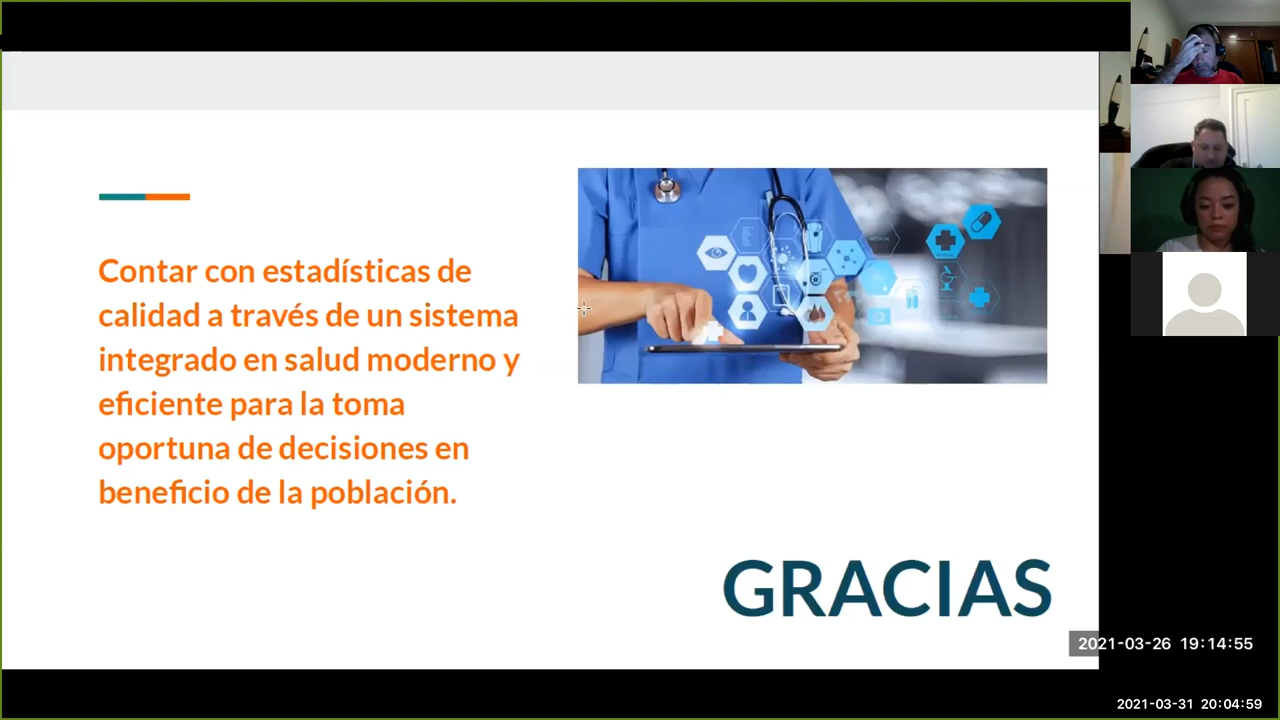 Contar con estadísticas de
calidad a través de un sistema
integrado en salud moderno y
eficiente para la toma
oportuna de decisiones en
beneficio de la población.
GRACIAS
2021-03-26 19:14:55
2021-03-31 20:04:59